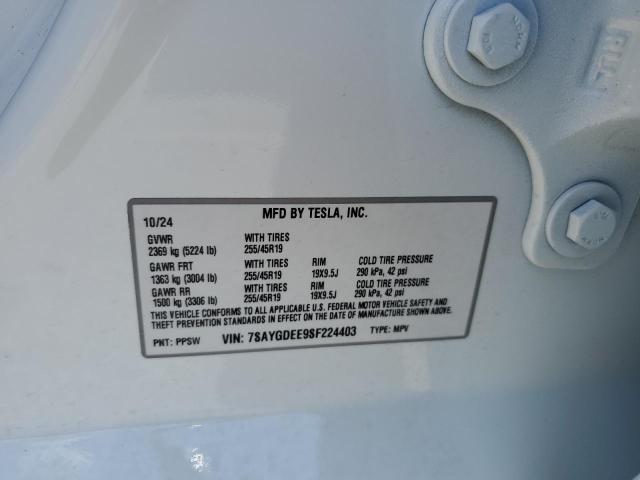 MFD BY TESLA, INC.
10/24
GVWR WITH TIRES
2369 kg (5224 lb) 255/45R19
GAWR FRT WITH TIRES RIM COLD TIRE PRESSURE
1363 kg (3004 lb) 255/45R19 19X9.5J 290 kPa, 42 psi
GAWR RR WITH TIRES RIM COLD TIRE PRESSURE
1500 kg (3306 lb) 255/45R19 19X9.5J 290 kPa, 42 psi
THIS VEHICLE CONFORMS TO ALL APPLICABLE U.S. FEDERAL MOTOR VEHICLE SAFETY AND
THEFT PREVENTION STANDARDS IN EFFECT ON THE DATE OF MANUFACTURE SHOWN ABOVE.
PNT: PPSW VIN: 7SAYGDEE9SF224403 TYPE: MPV